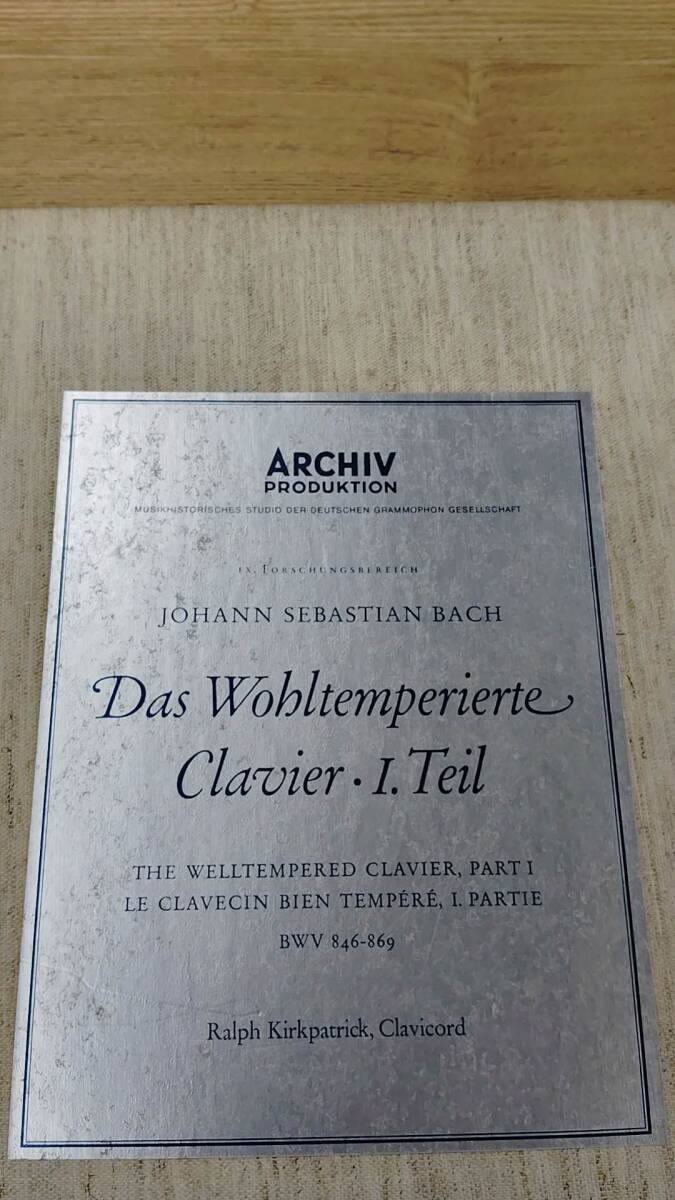 ARCHIV
PRODUKTION
MUSIKHISTORISCHES STUDIO DER DEUTSCHEN GRAMMOPHON GESELLSCHAFT
IX. FORSCHUNGSBEREICH
JOHANN SEBASTIAN BACH
Das Wohltemperierte
Clavier · I. Teil
THE WELLTEMPERED CLAVIER, PART I
LE CLAVECIN BIEN TEMPÉRÉ, I. PARTIE
BWV 846-869
Ralph Kirkpatrick, Clavicord